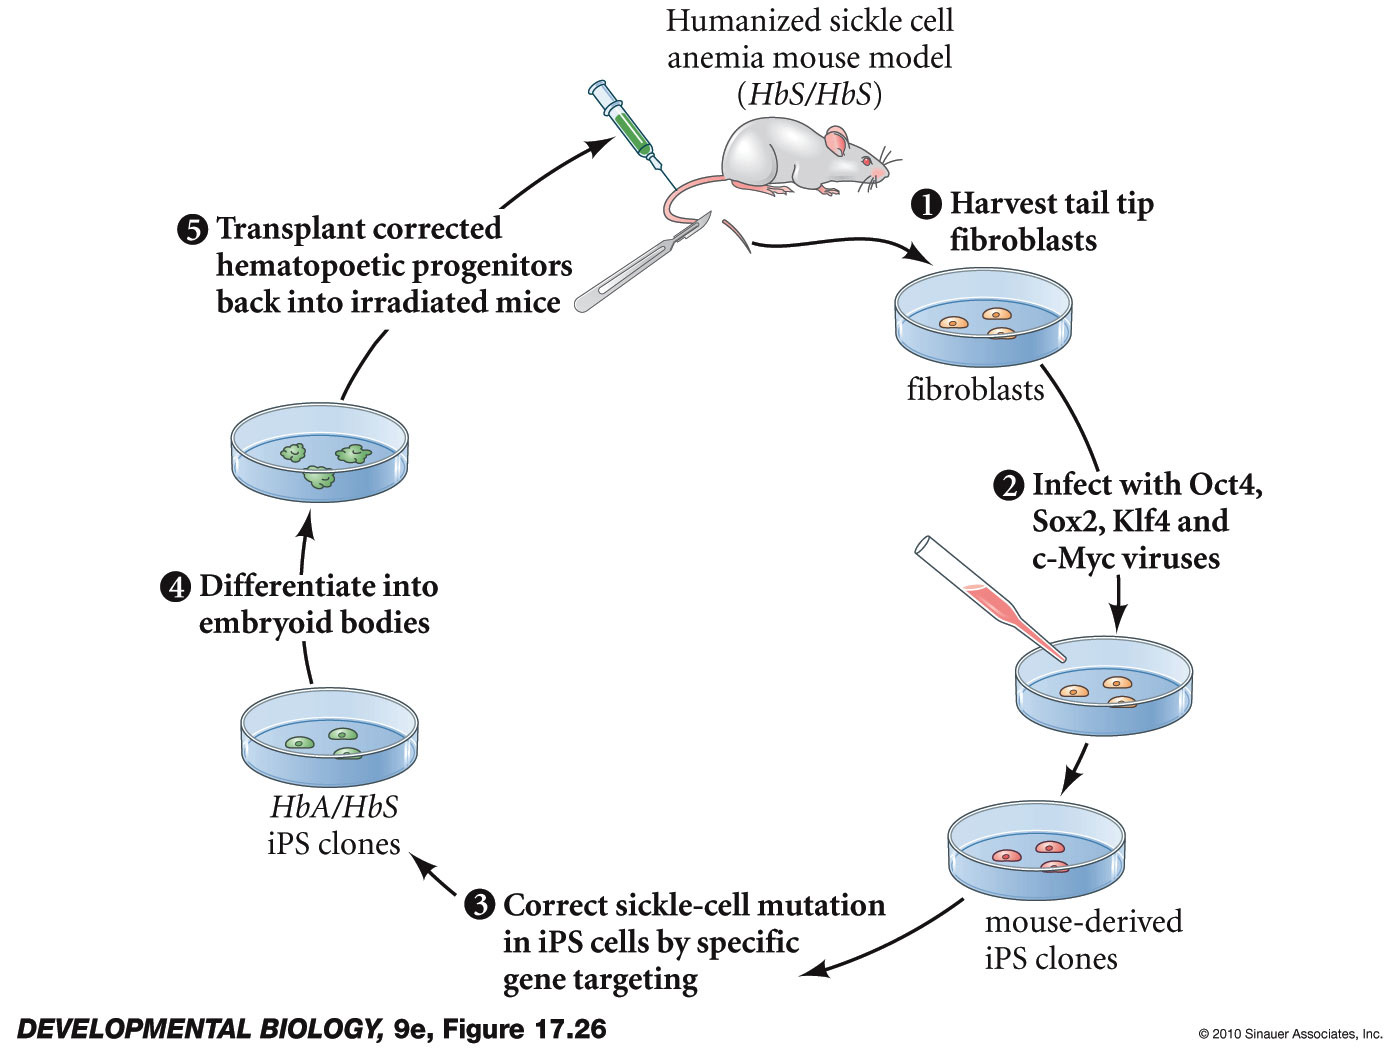 Humanized sickle cell
anemia mouse model
(HbS/HbS)
1 Harvest tail tip
fibroblasts
fibroblasts
2 Infect with Oct4,
Sox2, Klf4 and
c-Myc viruses
mouse-derived
iPS clones
3 Correct sickle-cell mutation
in iPS cells by specific
gene targeting
HbA/HbS
iPS clones
4 Differentiate into
embryoid bodies
5 Transplant corrected
hematopoetic progenitors
back into irradiated mice
DEVELOPMENTAL BIOLOGY, 9e, Figure 17.26
© 2010 Sinauer Associates, Inc.